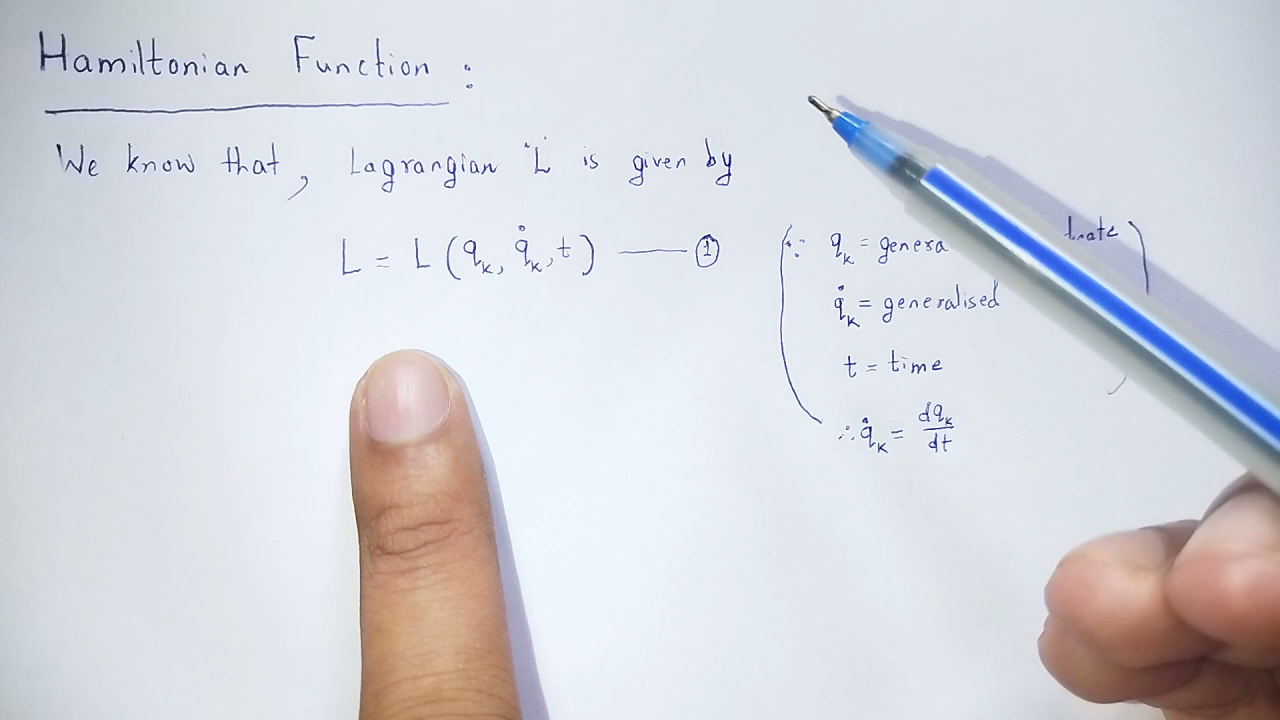 Hamiltonian Function :
We know that, Lagrangian "L" is given by
L = L (qₖ, q̇ₖ, t) —— ①
∵ qₖ = genera
q̇ₖ = generalised
t = time
∴ q̇ₖ = dqₖ/dt